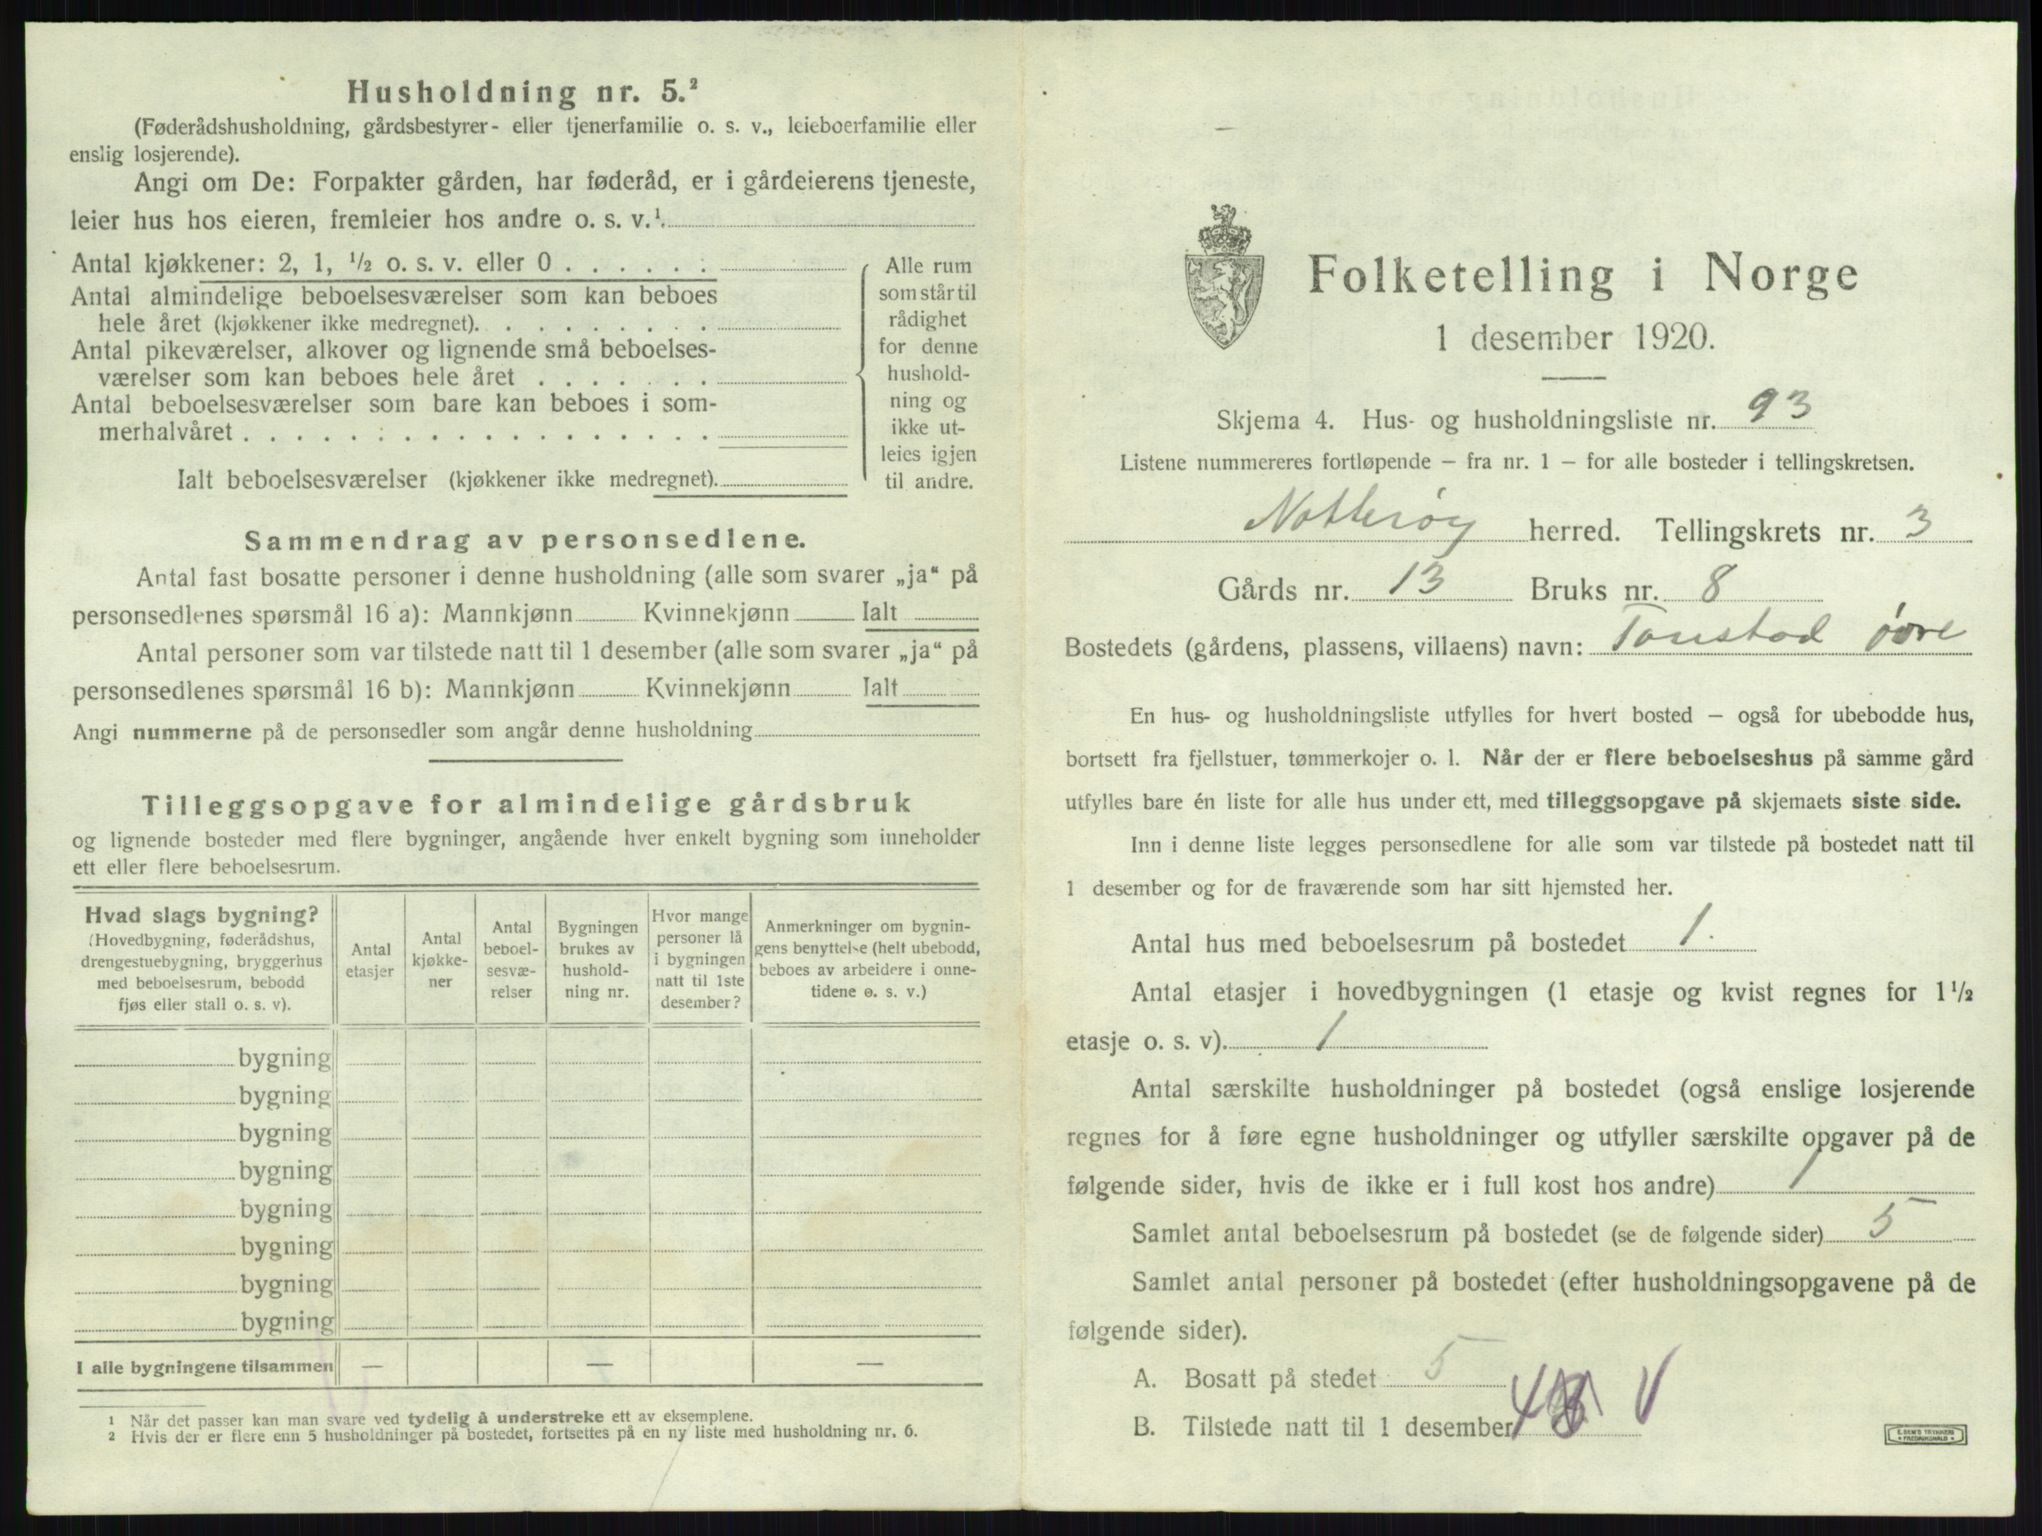 Husholdning nr. 5.²
(Føderådshusholdning, gårdsbestyrer- eller tjenerfamilie o. s. v., leieboerfamilie eller
enslig losjerende).
Angi om De: Forpakter gården, har føderåd, er i gårdeierens tjeneste,
leier hus hos eieren, fremleier hos andre o. s. v.¹.
Antal kjøkkener: 2, 1, ½ o. s. v. eller 0 . . . . . .
Antal almindelige beboelsesværelser som kan beboes
hele året (kjøkkener ikke medregnet). . . . . . . . .
Antal pikeværelser, alkover og lignende små beboelses-
værelser som kan beboes hele året . . . . . . .
Antal beboelsesværelser som bare kan beboes i som-
merhalvåret . . . . . . . . . . . . . . . . . .
Ialt beboelsesværelser (kjøkkener ikke medregnet).
Alle rum
som står til
rådighet
for denne
hushold-
ning og
ikke ut-
leies igjen
til andre.
Sammendrag av personsedlene.
Antal fast bosatte personer i denne husholdning (alle som svarer „ja“ på
personsedlenes spørsmål 16 a): Mannkjønn Kvinnekjønn Ialt
Antal personer som var tilstede natt til 1 desember (alle som svarer „ja“ på
personsedlenes spørsmål 16 b): Mannkjønn Kvinnekjønn Ialt
Angi nummerne på de personsedler som angår denne husholdning
Tilleggsopgave for almindelige gårdsbruk
og lignende bosteder med flere bygninger, angående hver enkelt bygning som inneholder
ett eller flere beboelsesrum.
Hvad slags bygning?
(Hovedbygning, føderådshus,
drengestuebygning, bryggerhus
med beboelsesrum, bebodd
fjøs eller stall o. s. v).
Antal
etasjer
Antal
kjøkke-
ner
Antal
beboel-
sesvæ-
relser
Bygningen
brukes av
hushold-
ning nr.
Hvor mange
personer lå
i bygningen
natt til 1ste
desember?
Anmerkninger om bygnin-
gens benyttelse (helt ubebodd,
beboes av arbeidere i onne-
tidene o. s. v.)
bygning
bygning
bygning
bygning
bygning
bygning
bygning
bygning
I alle bygningene tilsammen — — —
¹ Når det passer kan man svare ved tydelig å understreke ett av eksemplene.
² Hvis der er flere enn 5 husholdninger på bostedet, fortsettes på en ny liste med husholdning nr. 6.
Folketelling i Norge
1 desember 1920.
Skjema 4. Hus- og husholdningsliste nr. 93
Listene nummereres fortløpende – fra nr. 1 – for alle bosteder i tellingskretsen.
Nøtterøy herred. Tellingskrets nr. 3
Gårds nr. 13 Bruks nr. 8
Bostedets (gårdens, plassens, villaens) navn: Tonstad øvre
En hus- og husholdningsliste utfylles for hvert bosted – også for ubebodde hus,
bortsett fra fjellstuer, tømmerkojer o. l. Når der er flere beboelseshus på samme gård
utfylles bare én liste for alle hus under ett, med tilleggsopgave på skjemaets siste side.
Inn i denne liste legges personsedlene for alle som var tilstede på bostedet natt til
1 desember og for de fraværende som har sitt hjemsted her.
Antal hus med beboelsesrum på bostedet 1.
Antal etasjer i hovedbygningen (1 etasje og kvist regnes for 1½
etasje o. s. v). 1
Antal særskilte husholdninger på bostedet (også enslige losjerende
regnes for å føre egne husholdninger og utfyller særskilte opgaver på de
følgende sider, hvis de ikke er i full kost hos andre) 1
Samlet antal beboelsesrum på bostedet (se de følgende sider) 5
Samlet antal personer på bostedet (efter husholdningsopgavene på de
følgende sider).
A. Bosatt på stedet 5
B. Tilstede natt til 1 desember 4
E. SEM'S TRYKKERI
FREDRIKSHALD